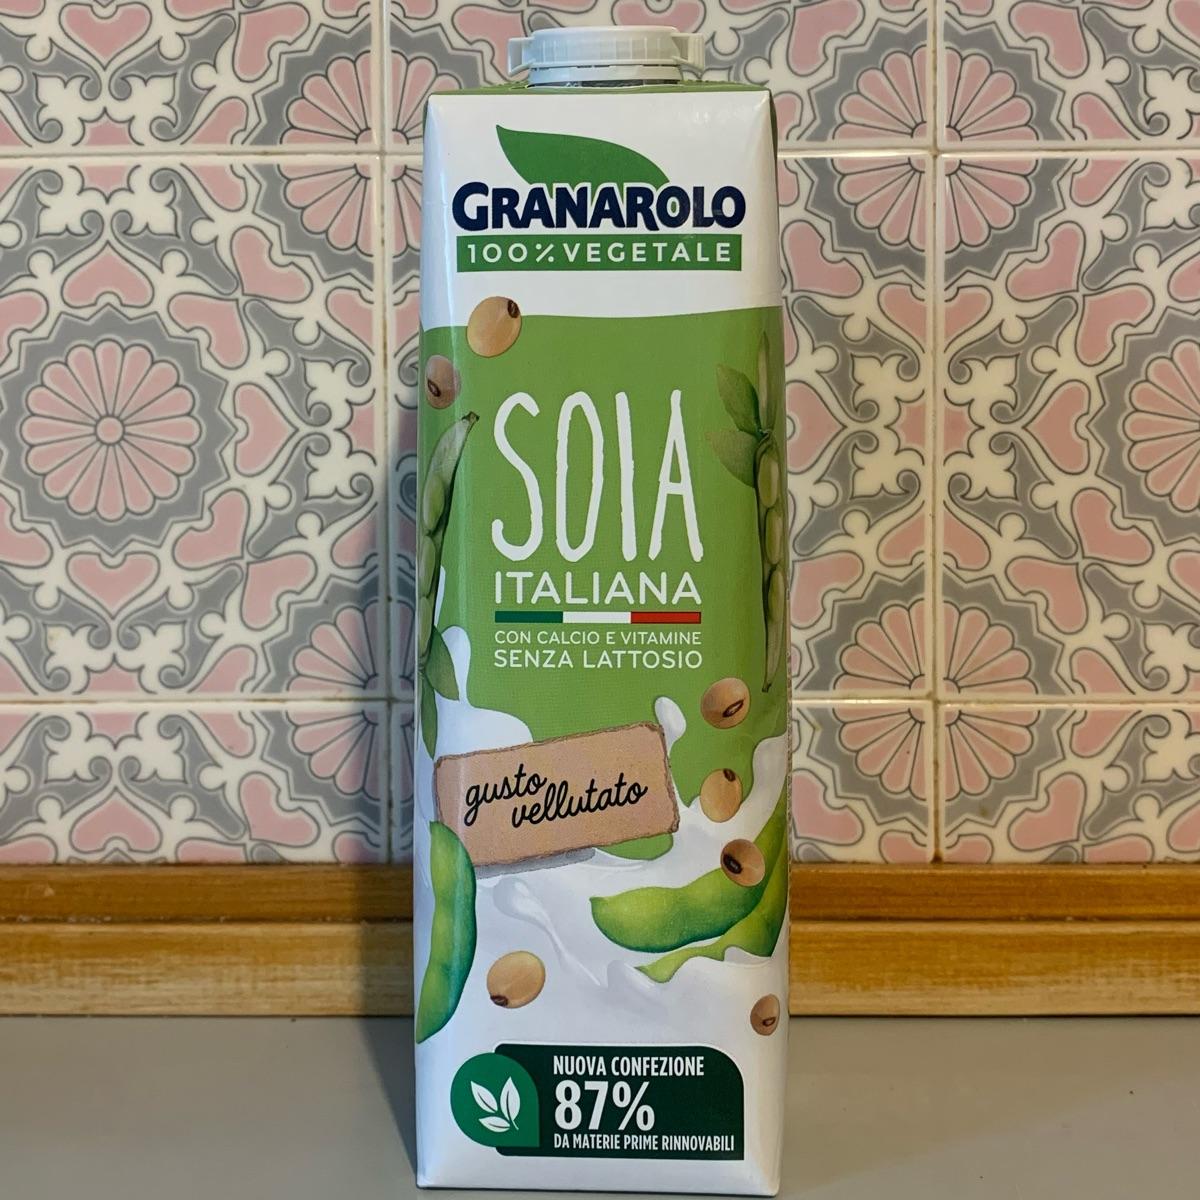 GRANAROLO
100% VEGETALE
SOIA
ITALIANA
CON CALCIO E VITAMINE
SENZA LATTOSIO
gusto
vellutato
NUOVA CONFEZIONE
87%
DA MATERIE PRIME RINNOVABILI